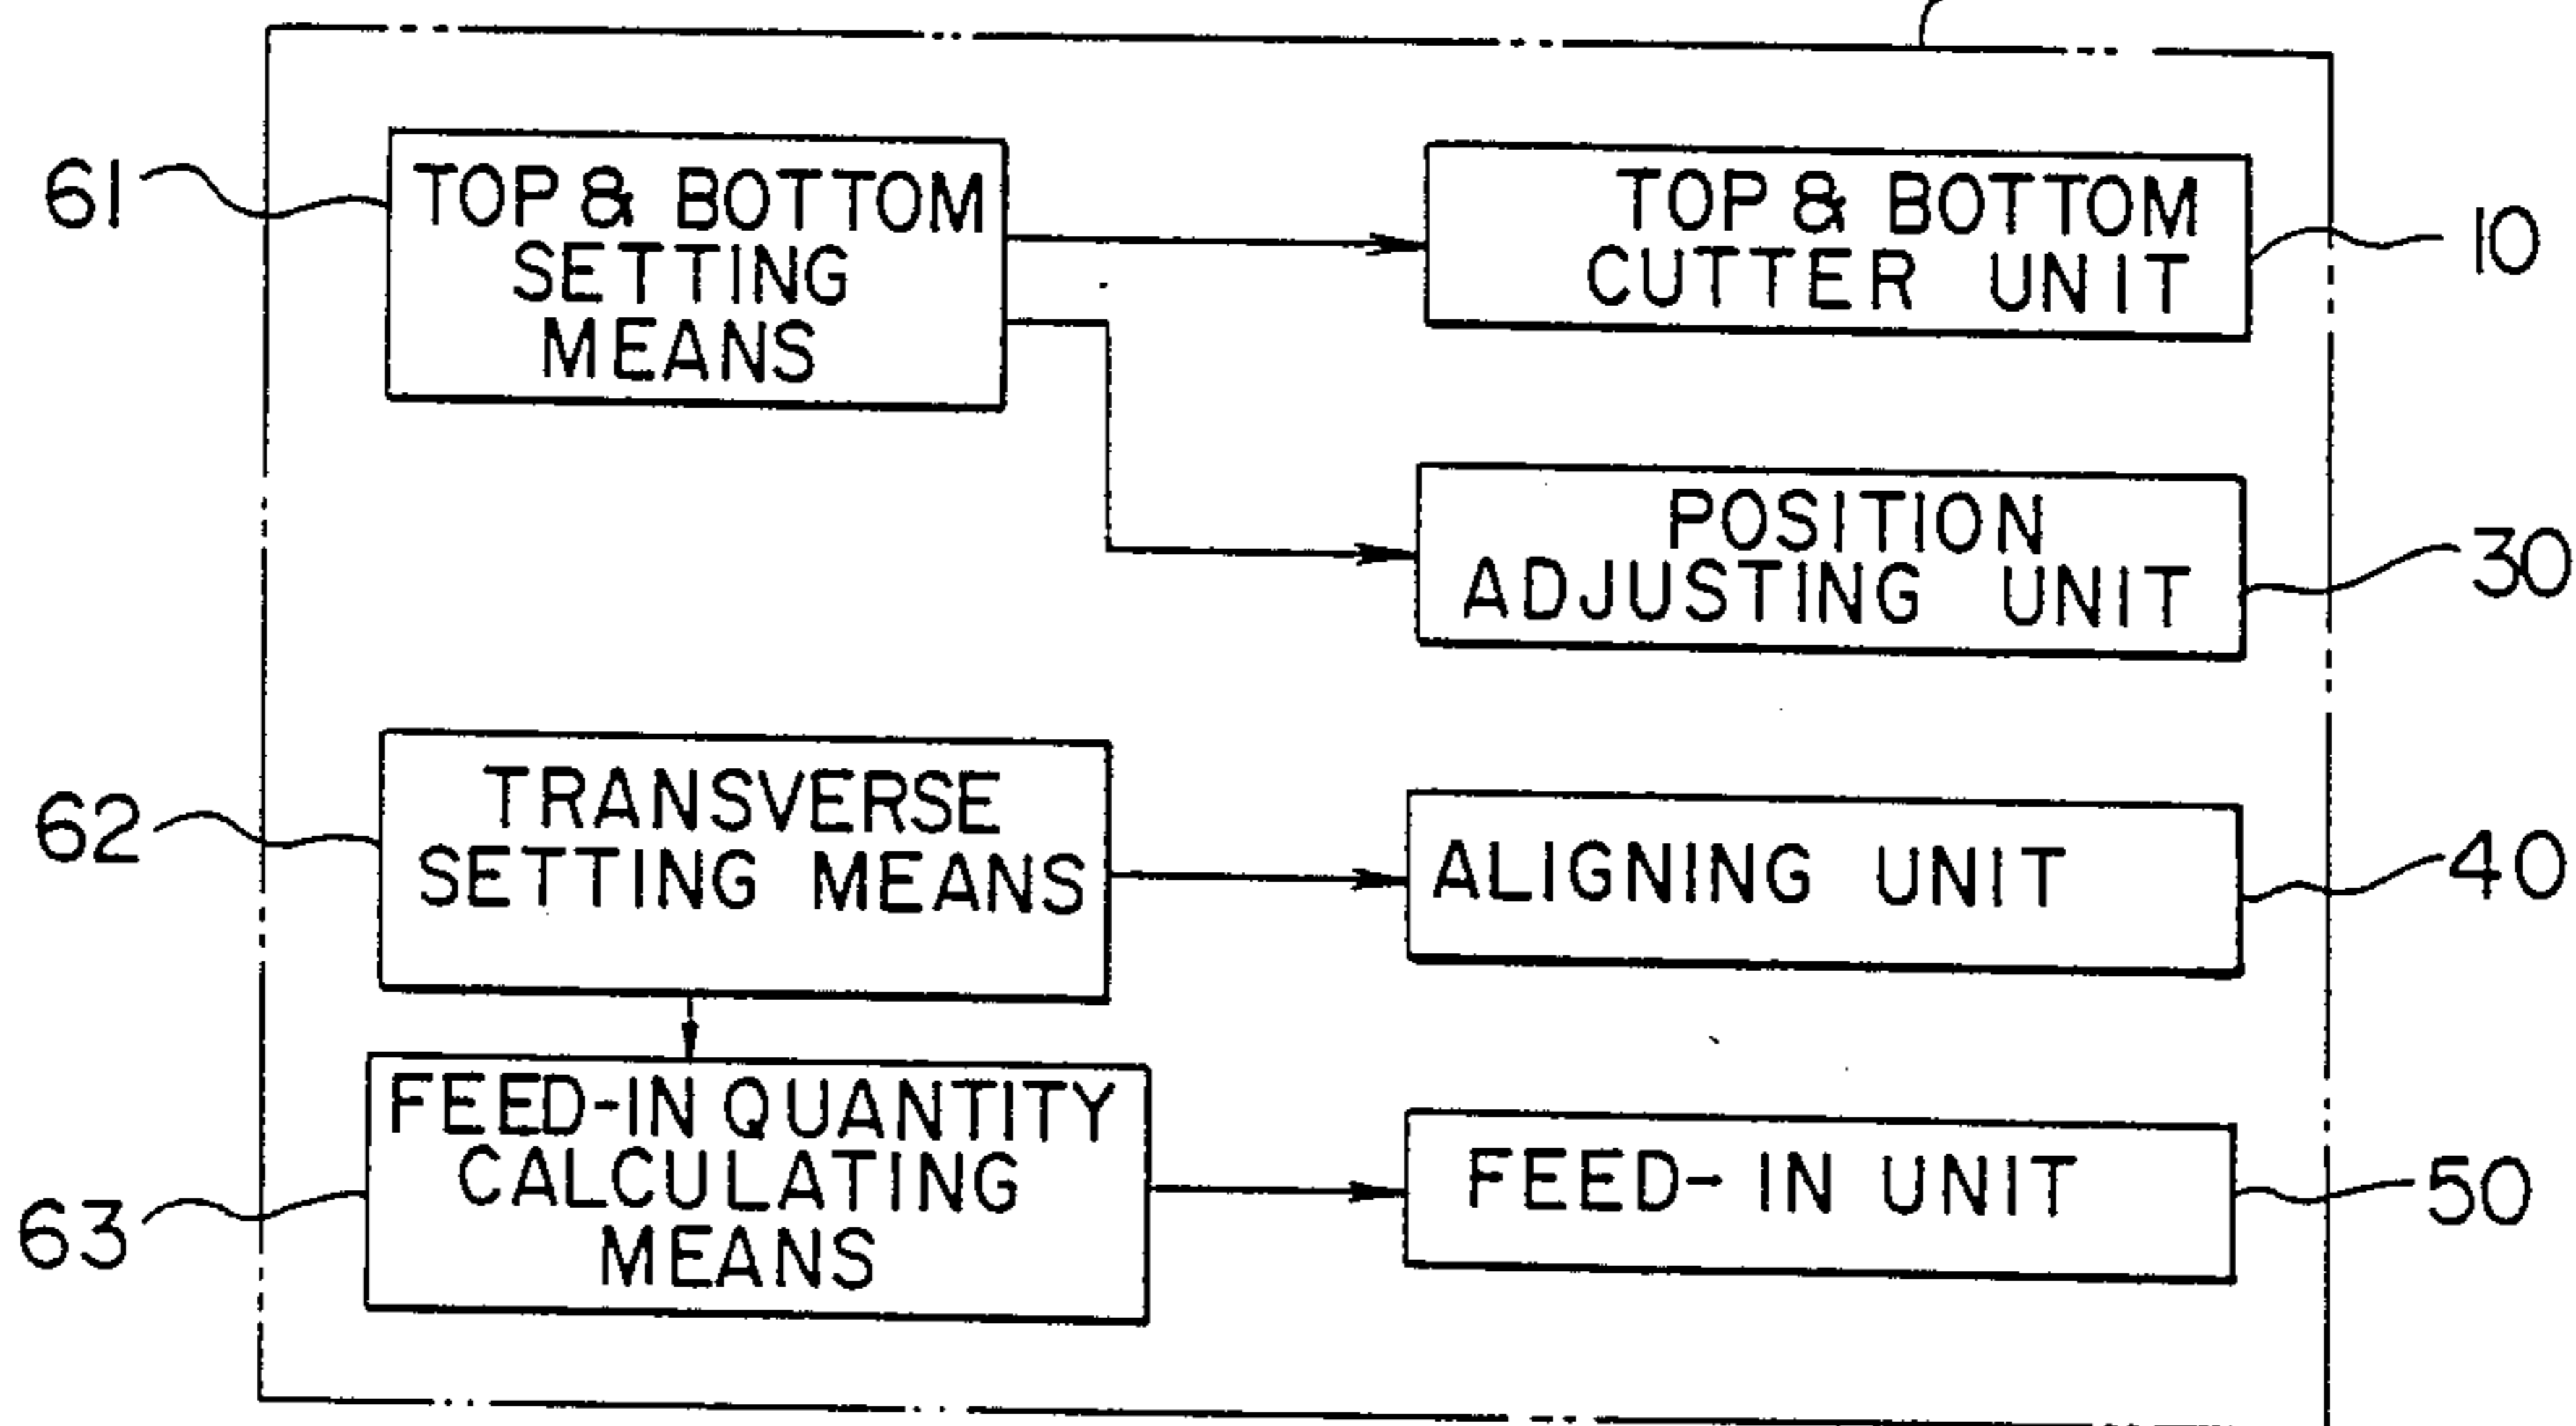 61
TOP & BOTTOM
SETTING
MEANS
TOP & BOTTOM
CUTTER UNIT
10
POSITION
ADJUSTING UNIT
30
62
TRANSVERSE
SETTING MEANS
ALIGNING UNIT
40
63
FEED-IN QUANTITY
CALCULATING
MEANS
FEED-IN UNIT
50